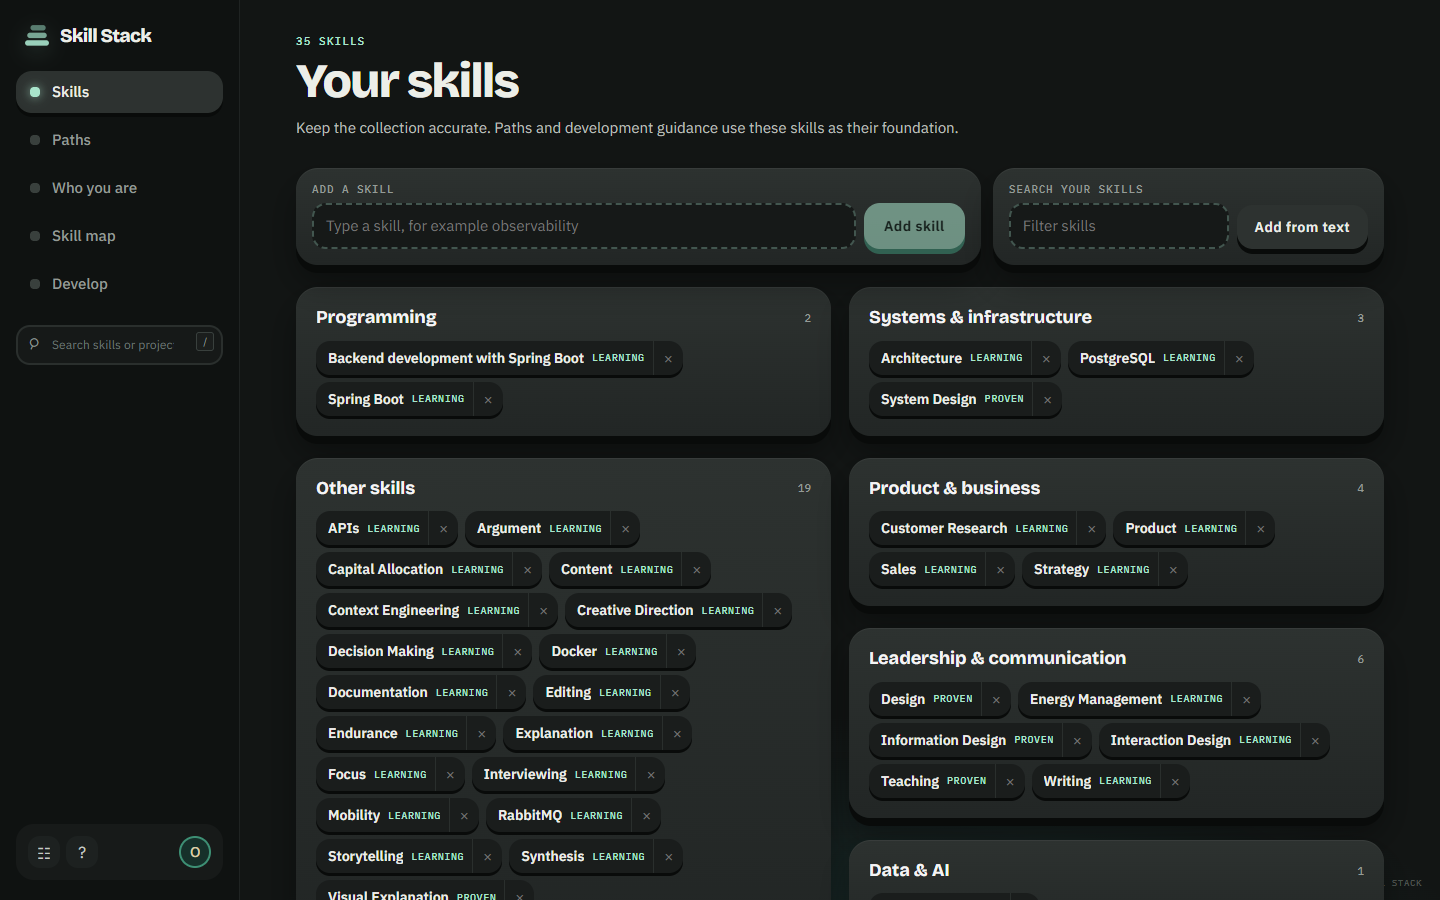 Skill Stack
Skills
Paths
Who you are
Skill map
Develop
Search skills or projec
/
?
O
35 SKILLS
Your skills
Keep the collection accurate. Paths and development guidance use these skills as their foundation.
ADD A SKILL
Type a skill, for example observability
Add skill
SEARCH YOUR SKILLS
Filter skills
Add from text
Programming 2
Backend development with Spring Boot LEARNING ×
Spring Boot LEARNING ×
Systems & infrastructure 3
Architecture LEARNING × PostgreSQL LEARNING ×
System Design PROVEN ×
Other skills 19
APIs LEARNING × Argument LEARNING ×
Capital Allocation LEARNING × Content LEARNING ×
Context Engineering LEARNING × Creative Direction LEARNING ×
Decision Making LEARNING × Docker LEARNING ×
Documentation LEARNING × Editing LEARNING ×
Endurance LEARNING × Explanation LEARNING ×
Focus LEARNING × Interviewing LEARNING ×
Mobility LEARNING × RabbitMQ LEARNING ×
Storytelling LEARNING × Synthesis LEARNING ×
Visual Explanation PROVEN ×
Product & business 4
Customer Research LEARNING × Product LEARNING ×
Sales LEARNING × Strategy LEARNING ×
Leadership & communication 6
Design PROVEN × Energy Management LEARNING ×
Information Design PROVEN × Interaction Design LEARNING ×
Teaching PROVEN × Writing LEARNING ×
Data & AI 1
STACK